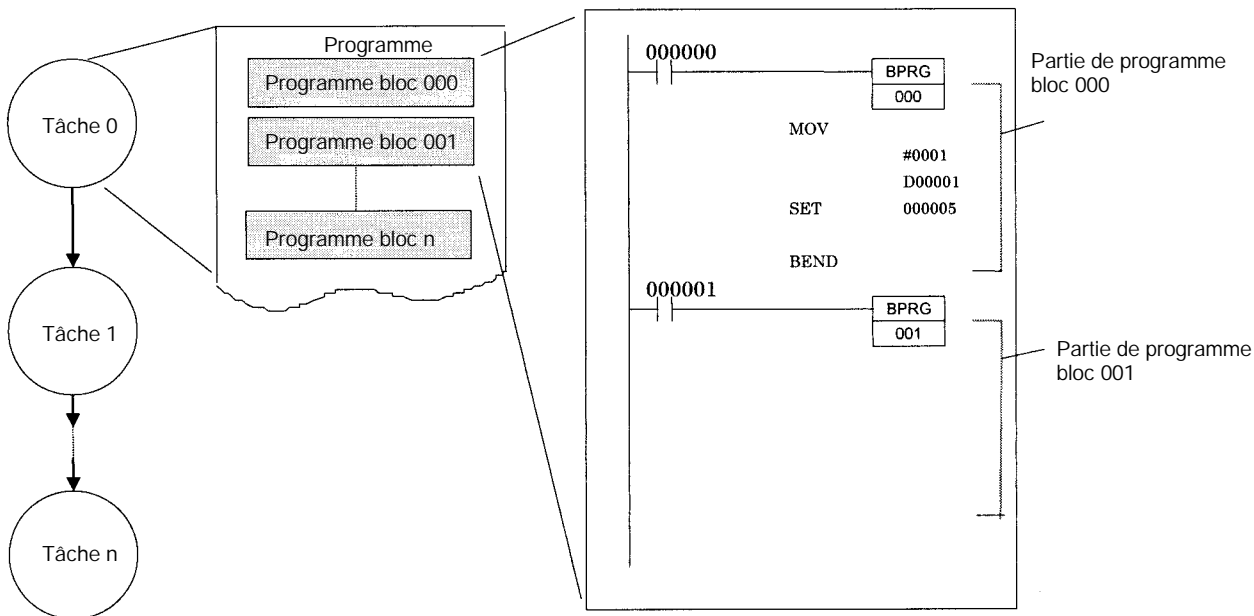 Tâche 0
Tâche 1
Tâche n
Programme
Programme bloc 000
Programme bloc 001
Programme bloc n
000000
BPRG
000
MOV
#0001
D00001
SET 000005
BEND
000001
BPRG
001
Partie de programme
bloc 000
Partie de programme
bloc 001